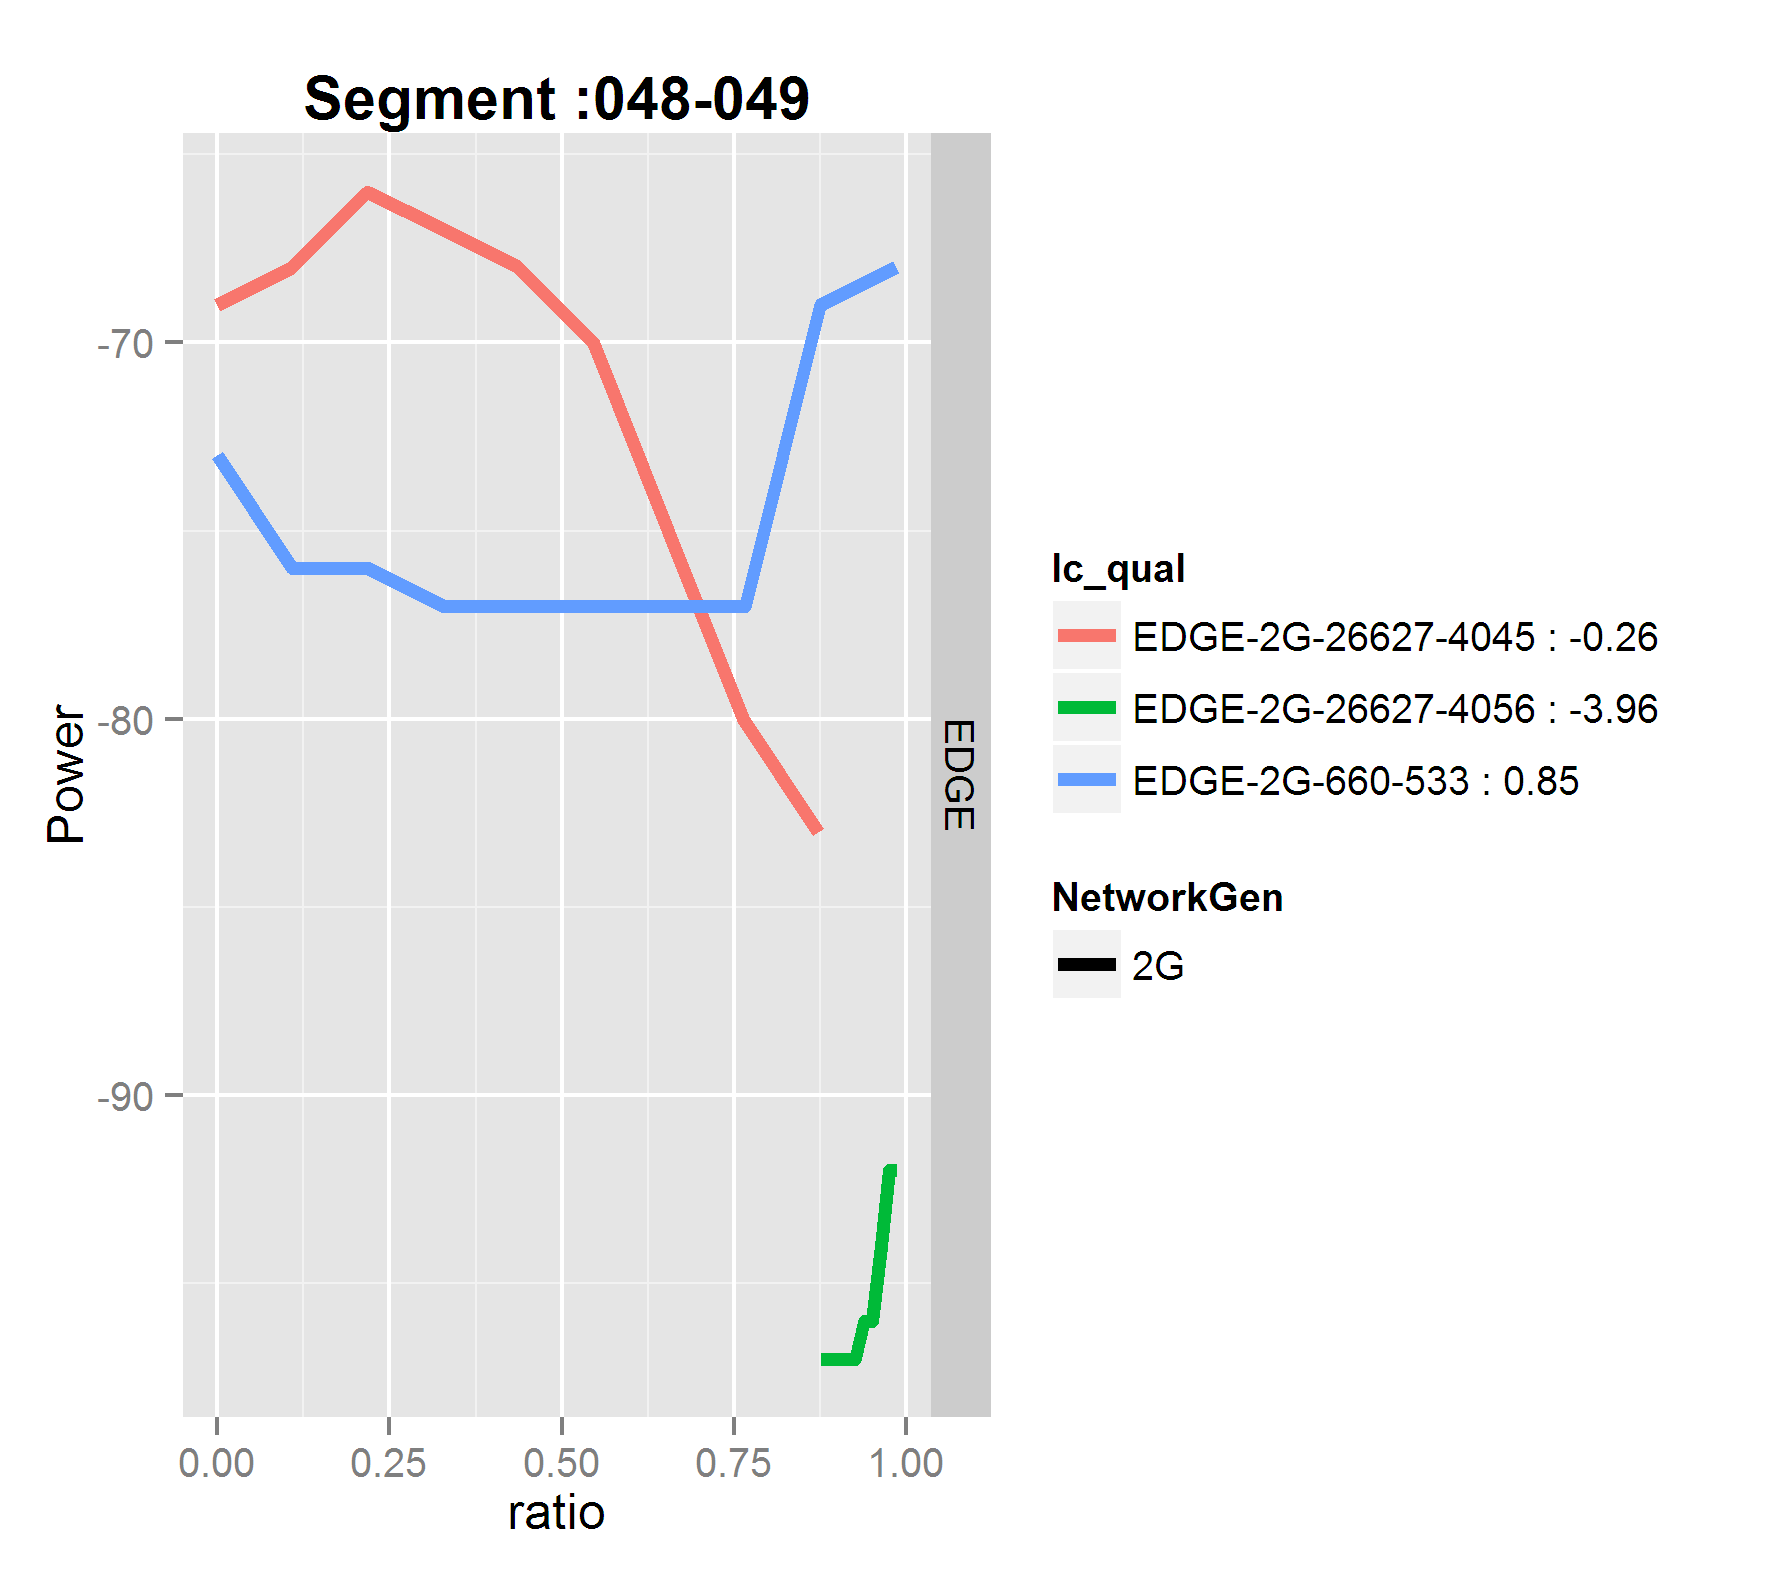 Segment :048-049
-70
-80
-90
Power
EDGE
0.00 0.25 0.50 0.75 1.00
ratio
lc_qual
EDGE-2G-26627-4045 : -0.26
EDGE-2G-26627-4056 : -3.96
EDGE-2G-660-533 : 0.85
NetworkGen
2G